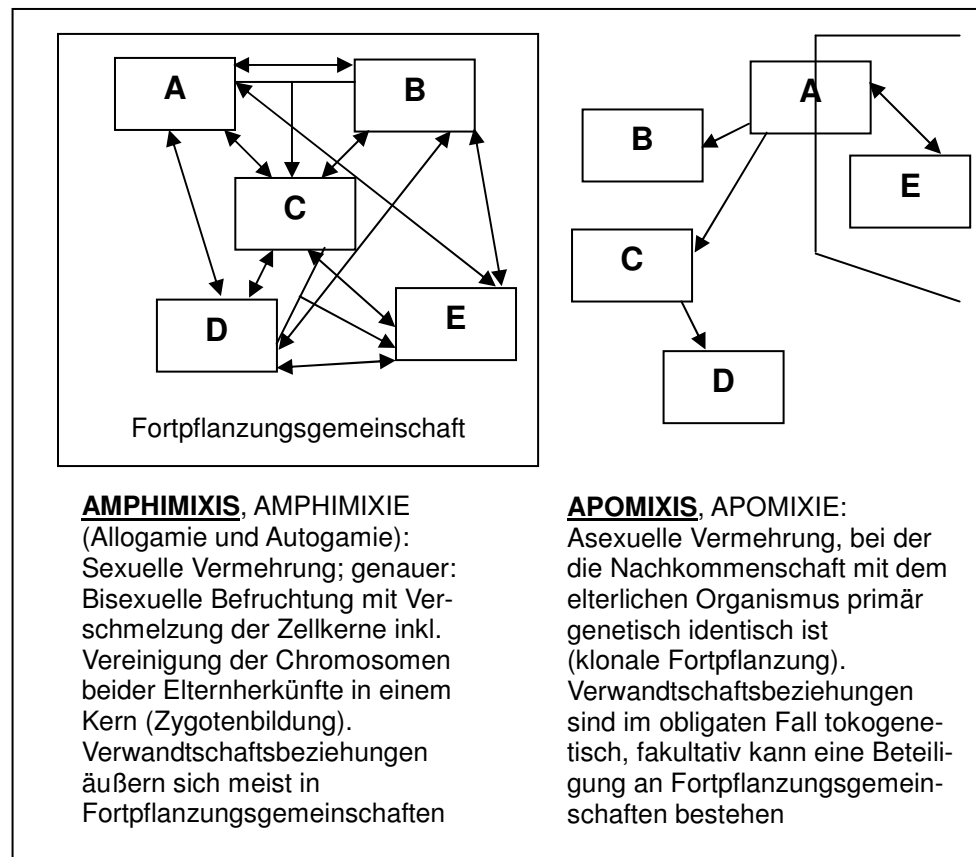 A
B
C
D
E
Fortpflanzungsgemeinschaft
A
B
E
C
D
AMPHIMIXIS, AMPHIMIXIE
(Allogamie und Autogamie):
Sexuelle Vermehrung; genauer:
Bisexuelle Befruchtung mit Ver-
schmelzung der Zellkerne inkl.
Vereinigung der Chromosomen
beider Elternherkünfte in einem
Kern (Zygotenbildung).
Verwandtschaftsbeziehungen
äußern sich meist in
Fortpflanzungsgemeinschaften
APOMIXIS, APOMIXIE:
Asexuelle Vermehrung, bei der
die Nachkommenschaft mit dem
elterlichen Organismus primär
genetisch identisch ist
(klonale Fortpflanzung).
Verwandtschaftsbeziehungen
sind im obligaten Fall tokogene-
tisch, fakultativ kann eine Beteili-
gung an Fortpflanzungsgemein-
schaften bestehen